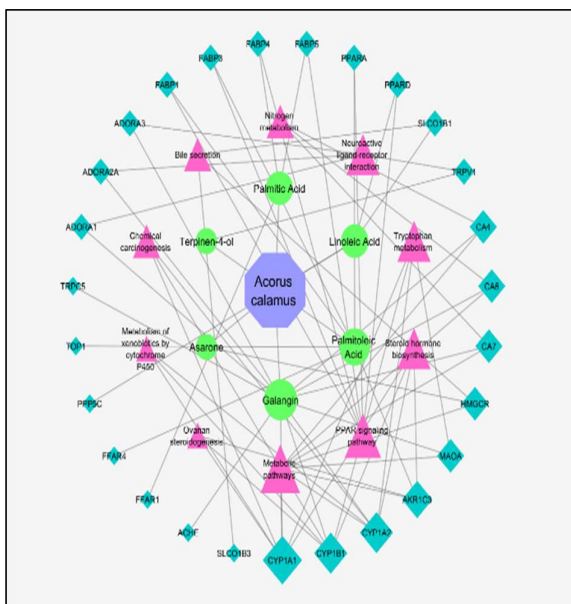 FABP4
FABP5
FABP3
PPARA
FABP1
PPARD
ADORA3
SLCO1B1
Nitrogen
metabolism
Bile secretion
Neuroactive
ligand-receptor
interaction
ADORA2A
TRPV1
Palmitic Acid
ADORA1
CA4
Chemical
carcinogenesis
Terpinen-4-ol
Linoleic Acid
Tryptophan
metabolism
TRPC5
Acorus
calamus
TOP1
Metabolism of
xenobiotics by
cytochrome
P450
Asarone
Palmitoleic
Acid
Steroid hormone
biosynthesis
CA7
PPP5C
Galangin
HMGCR
FFAR4
Ovarian
steroidogenesis
PPAR signaling
pathway
MAOA
FFAR1
Metabolic
pathways
AKR1C3
ACHE
CYP1A2
SLCO1B3
CYP1A1
CYP1B1